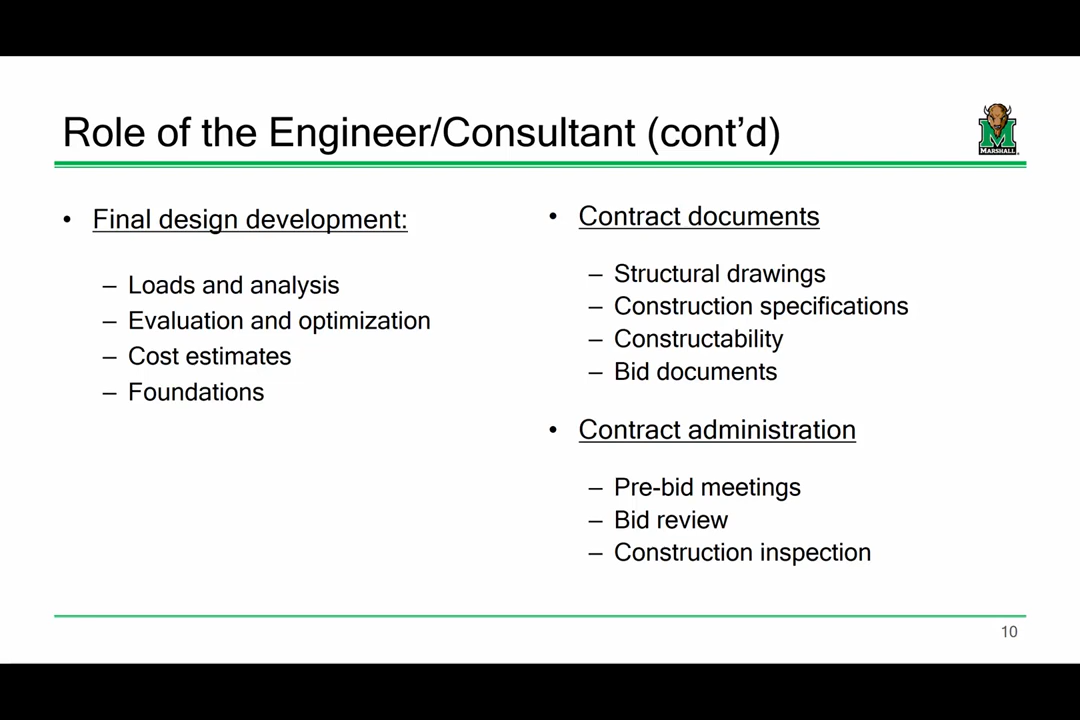 Role of the Engineer/Consultant (cont’d)
MARSHALL
• Final design development:
– Loads and analysis
– Evaluation and optimization
– Cost estimates
– Foundations
• Contract documents
– Structural drawings
– Construction specifications
– Constructability
– Bid documents
• Contract administration
– Pre-bid meetings
– Bid review
– Construction inspection
10